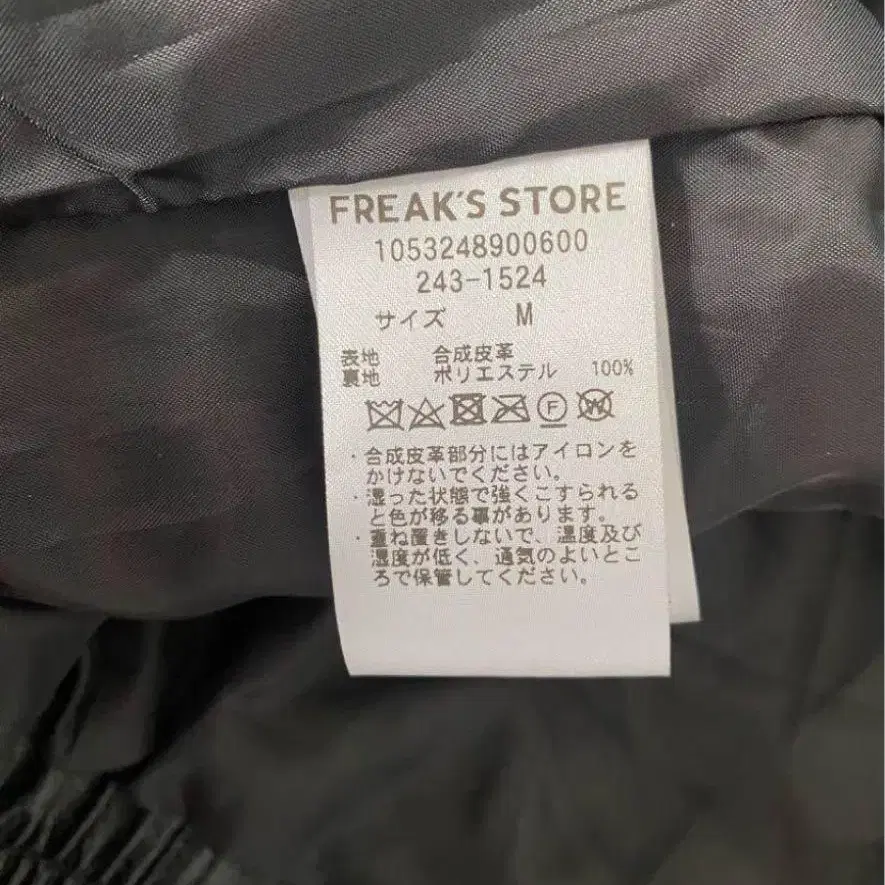 FREAK'S STORE
1053248900600
243-1524
サイズ M
表地 合成皮革
裏地 ポリエステル 100%
F W
・合成皮革部分にはアイロンを
かけないでください。
・湿った状態で強くこすられる
と色が移る事があります。
・重ね置きしないで、温度及び
湿度が低く、通気のよいとこ
ろで保管してください。